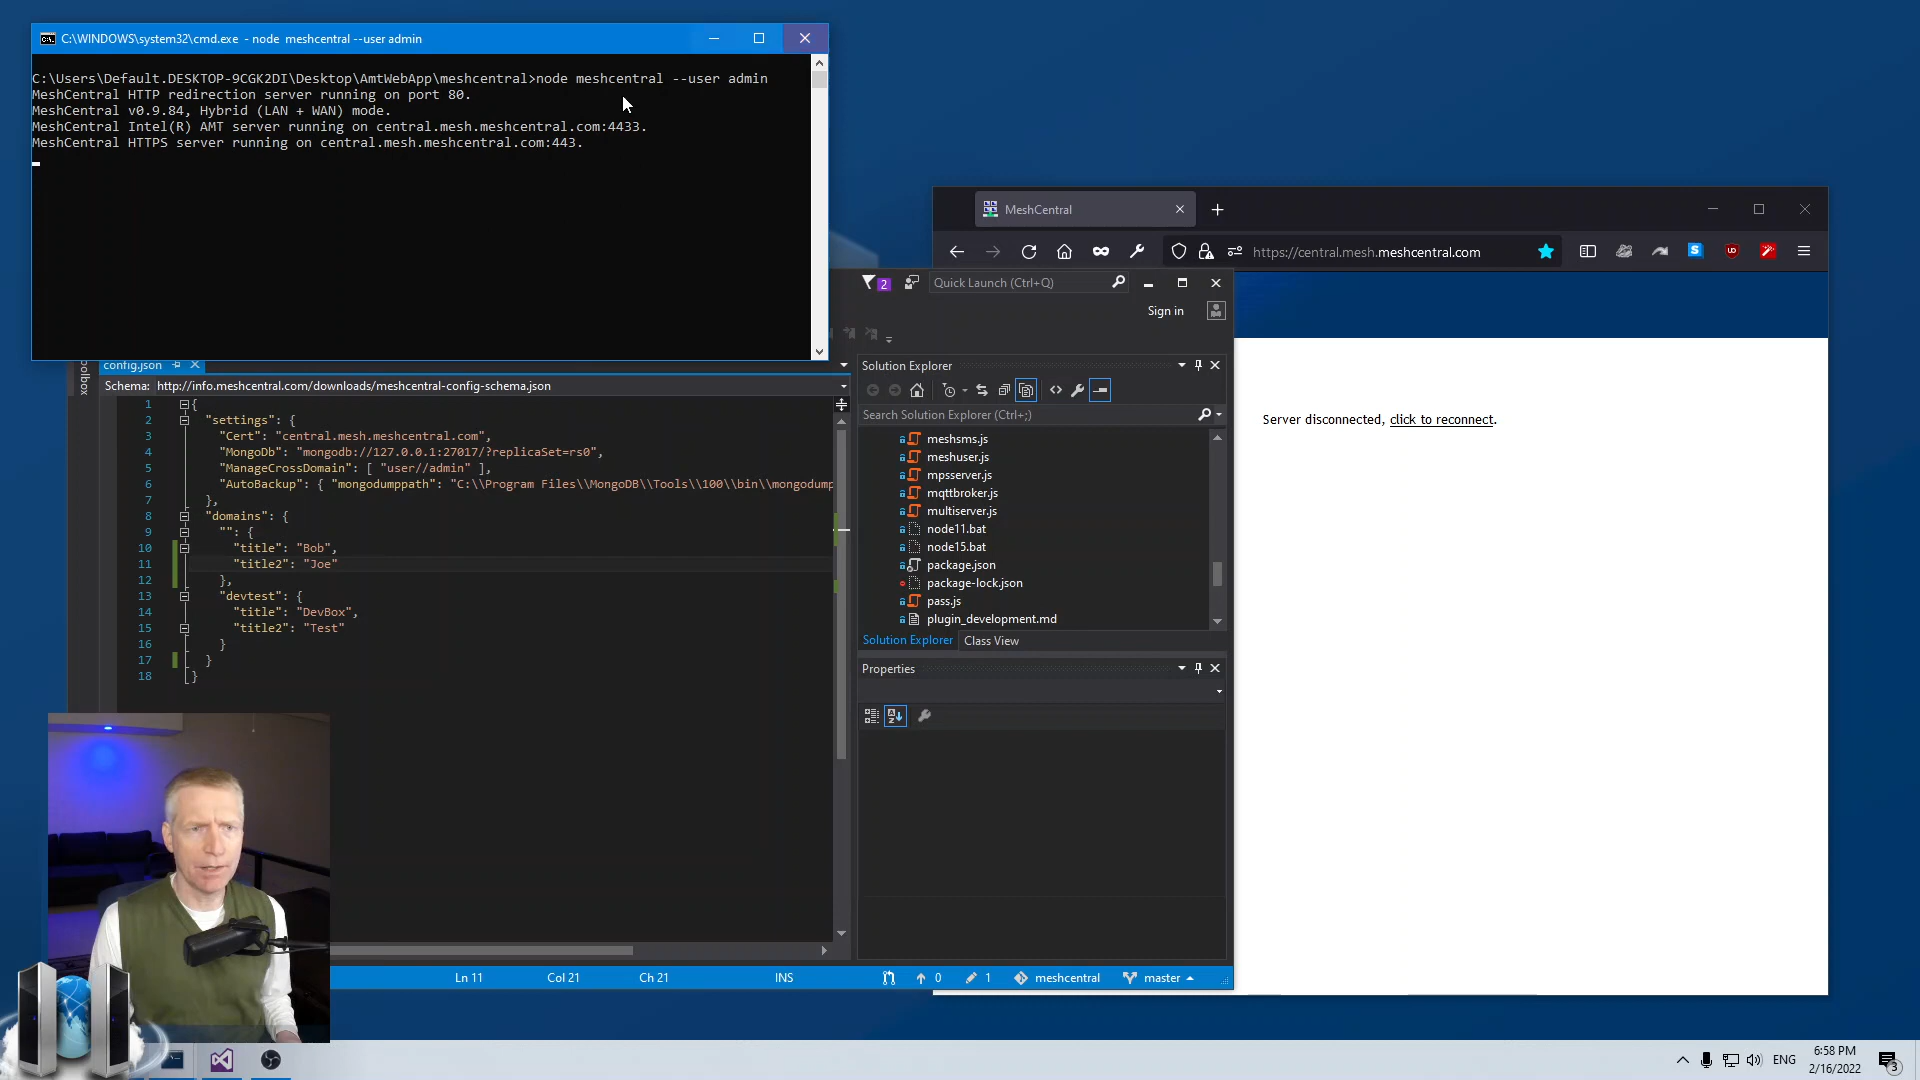 C:\WINDOWS\system32\cmd.exe - node meshcentral --user admin
C:\Users\Default.DESKTOP-9CGK2DI\Desktop\AmtWebApp\meshcentral>node meshcentral --user admin
MeshCentral HTTP redirection server running on port 80.
MeshCentral v0.9.84, Hybrid (LAN + WAN) mode.
MeshCentral Intel(R) AMT server running on central.mesh.meshcentral.com:4433.
MeshCentral HTTPS server running on central.mesh.meshcentral.com:443.
MeshCentral
https://central.mesh.meshcentral.com
2
Quick Launch (Ctrl+Q)
Sign in
config.json
Schema: http://info.meshcentral.com/downloads/meshcentral-config-schema.json
1 {
2 "settings": {
3 "Cert": "central.mesh.meshcentral.com",
4 "MongoDb": "mongodb://127.0.0.1:27017/?replicaSet=rs0",
5 "ManageCrossDomain": [ "user//admin" ],
6 "AutoBackup": { "mongodumppath": "C:\\Program Files\\MongoDB\\Tools\\100\\bin\\mongodump
7 },
8 "domains": {
9 "": {
10 "title": "Bob",
11 "title2": "Joe"
12 },
13 "devtest": {
14 "title": "DevBox",
15 "title2": "Test"
16 }
17 }
18 }
Solution Explorer
Search Solution Explorer (Ctrl+;)
meshsms.js
meshuser.js
mpsserver.js
mqttbroker.js
multiserver.js
node11.bat
node15.bat
package.json
package-lock.json
pass.js
plugin_development.md
Solution Explorer Class View
Properties
Server disconnected, click to reconnect.
Ln 11 Col 21 Ch 21 INS 0 1 meshcentral master
ENG
6:58 PM
2/16/2022
3